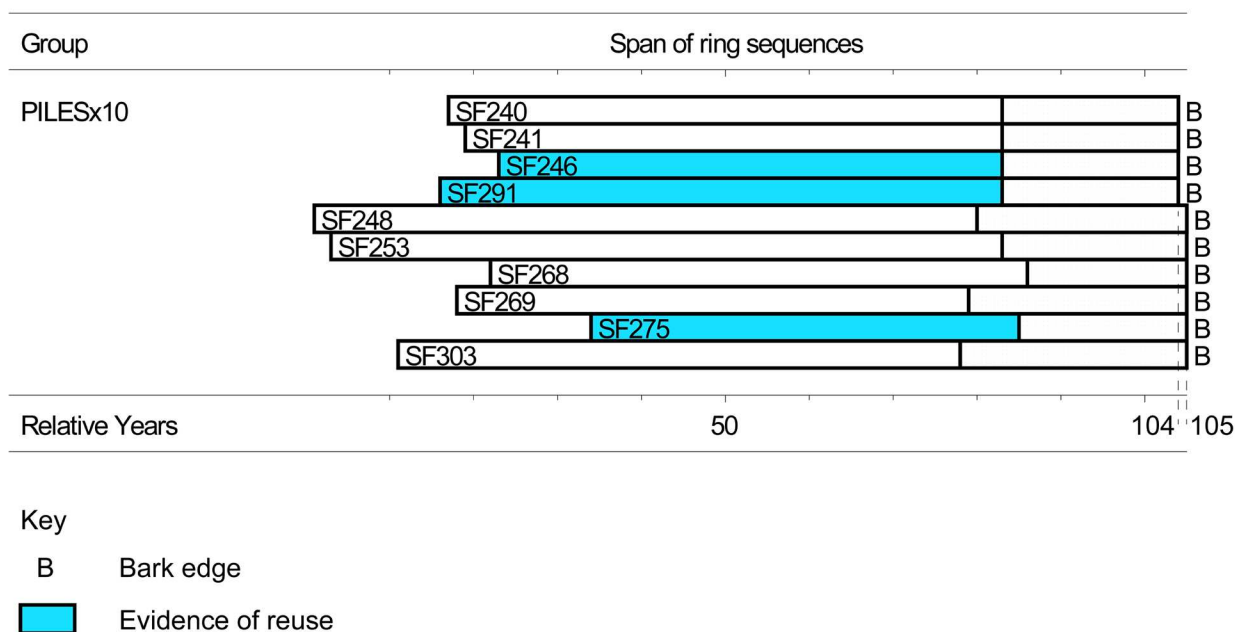 Group Span of ring sequences
PILESx10 SF240 B
SF241 B
SF246 B
SF291 B
SF248 B
SF253 B
SF268 B
SF269 B
SF275 B
SF303 B
Relative Years 50 104 105
Key
B Bark edge
Evidence of reuse